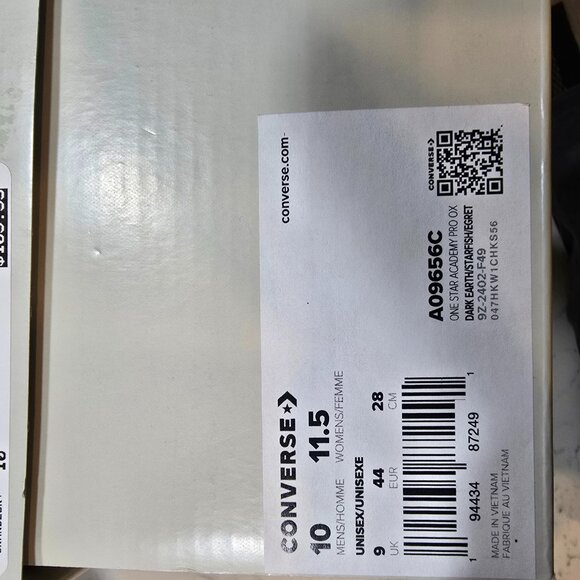 CONVERSE
10 11.5
MENS/HOMME WOMENS/FEMME
UNISEX/UNISEXE
9 44 28
UK EUR CM
1 94434 87249 1
MADE IN VIETNAM
FABRIQUE AU VIETNAM
converse.com
CONVERSE
A09656C
ONE STAR ACADEMY PRO OX
DARK EARTH/STARFISH/EGRET
9Z-2402-F49
047HKW1CHKS56
10